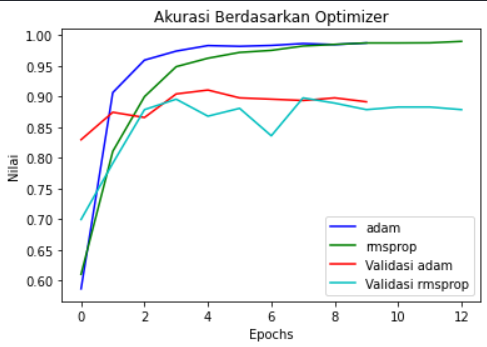 Akurasi Berdasarkan Optimizer
Nilai
1.00
0.95
0.90
0.85
0.80
0.75
0.70
0.65
0.60
0 2 4 6 8 10 12
Epochs
adam
rmsprop
Validasi adam
Validasi rmsprop